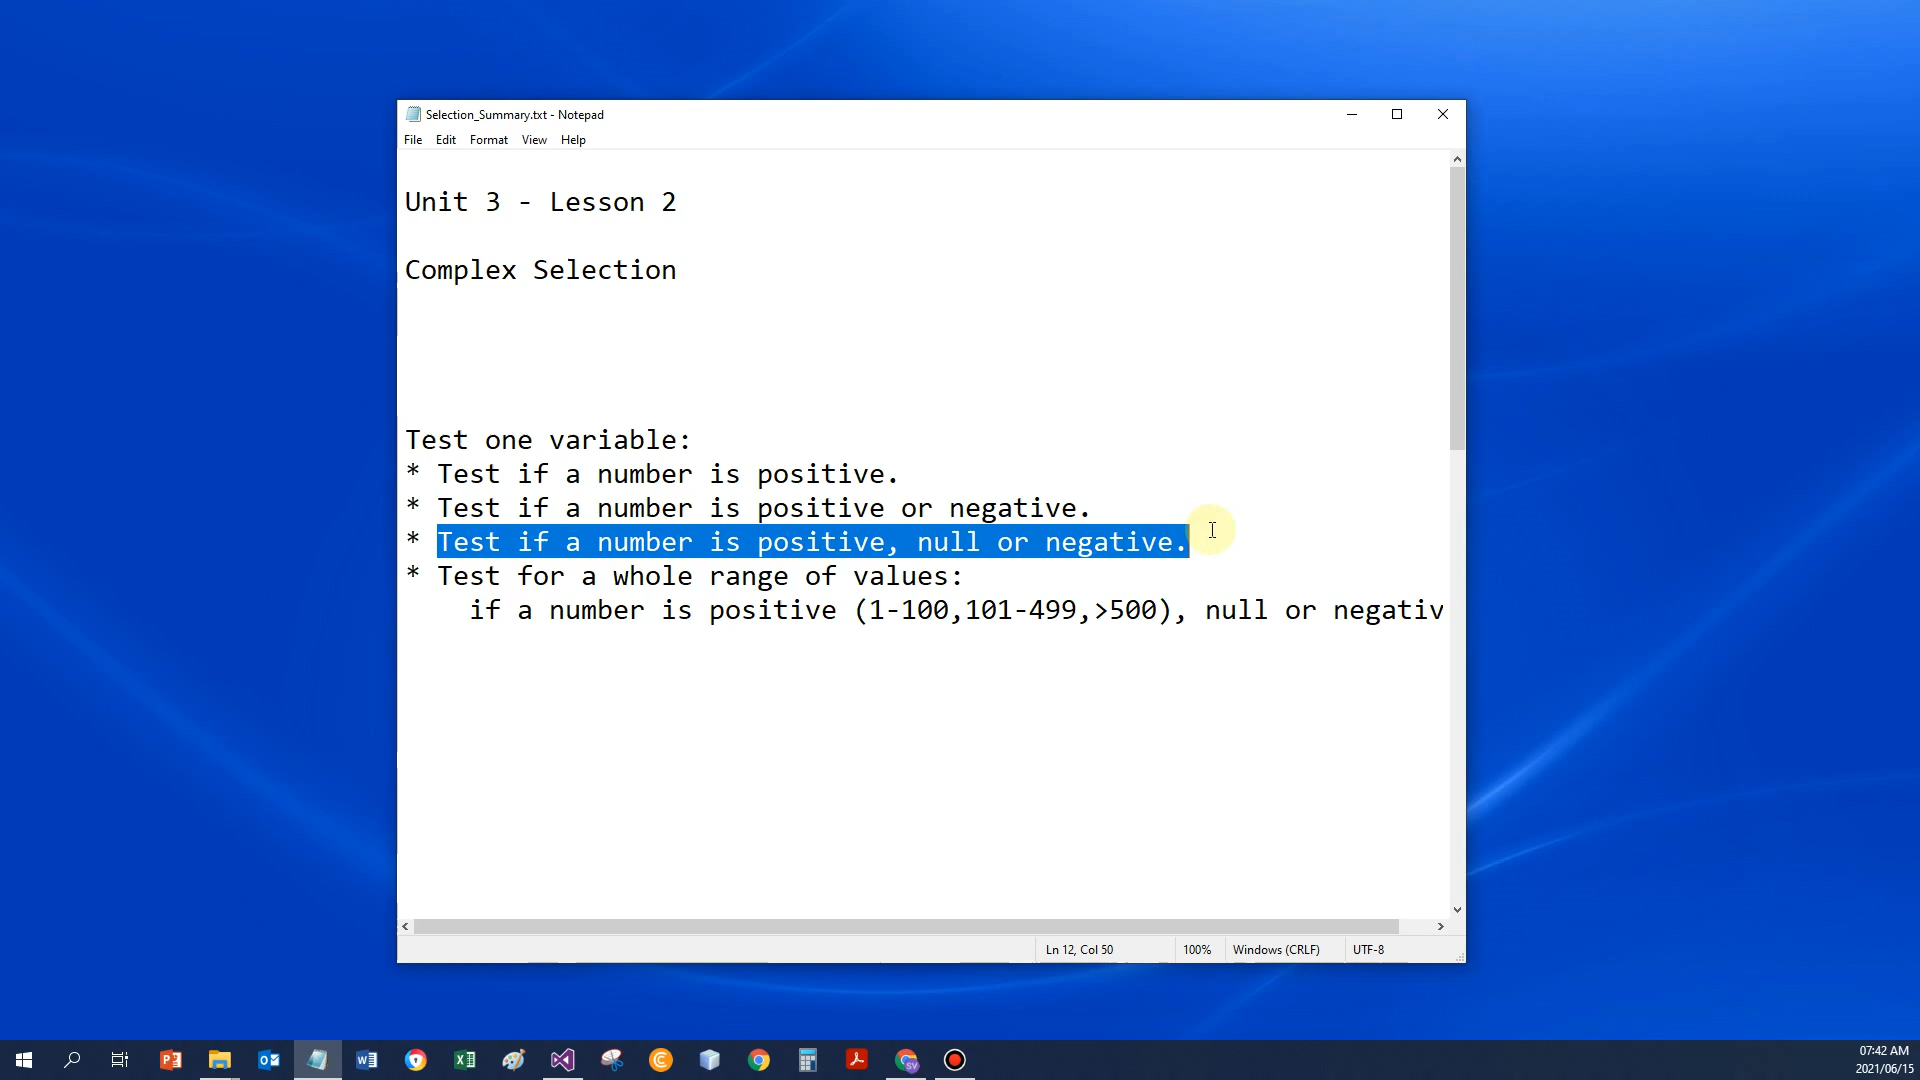 Selection_Summary.txt - Notepad
File Edit Format View Help
Unit 3 - Lesson 2
Complex Selection
Test one variable:
* Test if a number is positive.
* Test if a number is positive or negative.
* Test if a number is positive, null or negative.
* Test for a whole range of values:
if a number is positive (1-100,101-499,>500), null or negativ
Ln 12, Col 50 100% Windows (CRLF) UTF-8
07:42 AM
2021/06/15